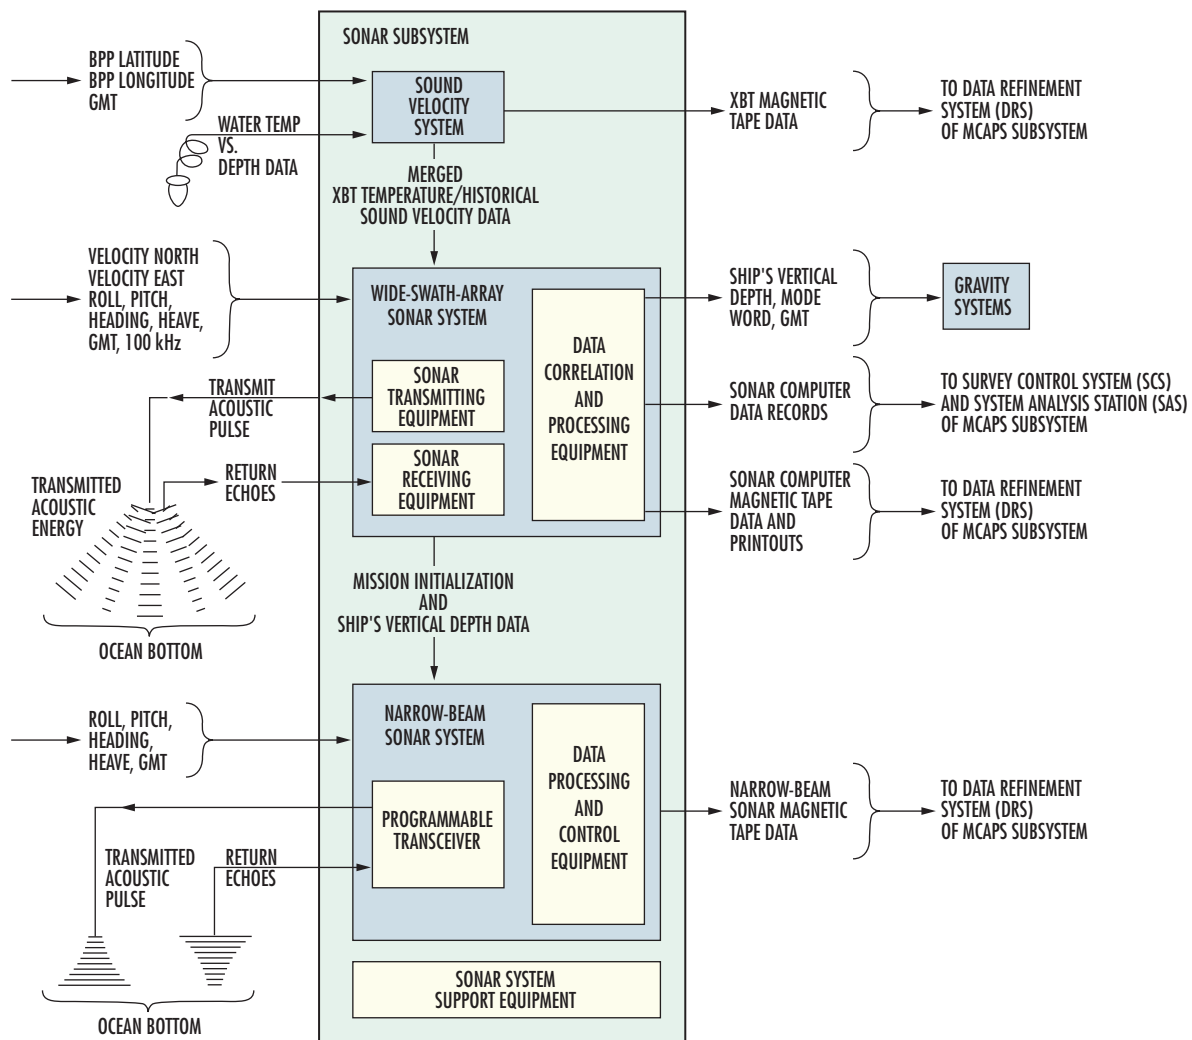 SONAR SUBSYSTEM
BPP LATITUDE
BPP LONGITUDE
GMT
WATER TEMP
VS.
DEPTH DATA
SOUND
VELOCITY
SYSTEM
XBT MAGNETIC
TAPE DATA
TO DATA REFINEMENT
SYSTEM (DRS)
OF MCAPS SUBSYSTEM
MERGED
XBT TEMPERATURE/HISTORICAL
SOUND VELOCITY DATA
VELOCITY NORTH
VELOCITY EAST
ROLL, PITCH,
HEADING, HEAVE,
GMT, 100 kHz
WIDE-SWATH-ARRAY
SONAR SYSTEM
SONAR
TRANSMITTING
EQUIPMENT
SONAR
RECEIVING
EQUIPMENT
DATA
CORRELATION
AND
PROCESSING
EQUIPMENT
SHIP'S VERTICAL
DEPTH, MODE
WORD, GMT
GRAVITY
SYSTEMS
SONAR COMPUTER
DATA RECORDS
TO SURVEY CONTROL SYSTEM (SCS)
AND SYSTEM ANALYSIS STATION (SAS)
OF MCAPS SUBSYSTEM
SONAR COMPUTER
MAGNETIC TAPE
DATA AND
PRINTOUTS
TO DATA REFINEMENT
SYSTEM (DRS)
OF MCAPS SUBSYSTEM
TRANSMIT
ACOUSTIC
PULSE
RETURN
ECHOES
TRANSMITTED
ACOUSTIC
ENERGY
OCEAN BOTTOM
MISSION INITIALIZATION
AND
SHIP'S VERTICAL DEPTH DATA
ROLL, PITCH,
HEADING,
HEAVE, GMT
NARROW-BEAM
SONAR SYSTEM
PROGRAMMABLE
TRANSCEIVER
DATA
PROCESSING
AND
CONTROL
EQUIPMENT
NARROW-BEAM
SONAR MAGNETIC
TAPE DATA
TO DATA REFINEMENT
SYSTEM (DRS)
OF MCAPS SUBSYSTEM
TRANSMITTED
ACOUSTIC
PULSE
RETURN
ECHOES
OCEAN BOTTOM
SONAR SYSTEM
SUPPORT EQUIPMENT